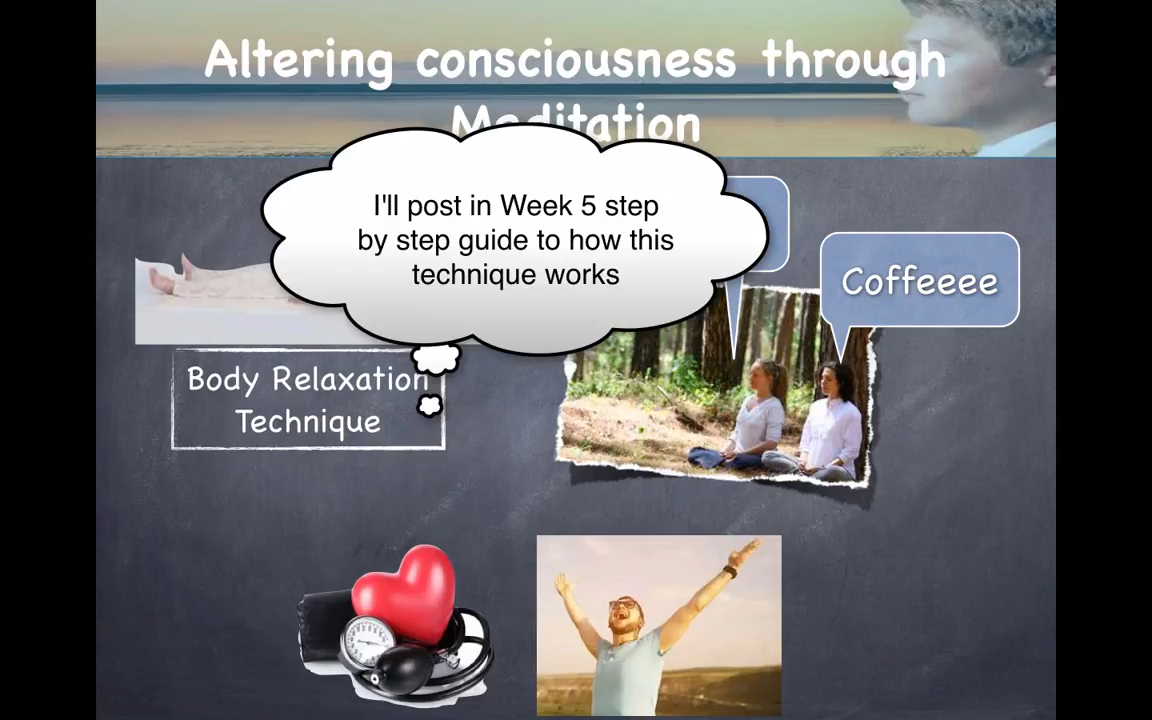 Altering consciousness through
Meditation
I'll post in Week 5 step
by step guide to how this
technique works
Coffeeee
Body Relaxation
Technique